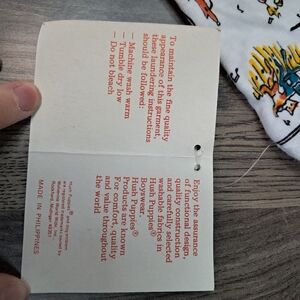 To maintain the fine quality
appearance of this garment,
these laundering instructions
should be followed:
— Machine wash warm
— Tumble dry low
— Do not bleach
Enjoy the assurance
of functional design,
quality construction
and carefully selected
washable fabrics in
Hush Puppies®
Boyswear.
Hush Puppies®
Products are known
For comfort, quality
and value throughout
the world
MADE IN PHILIPPINES